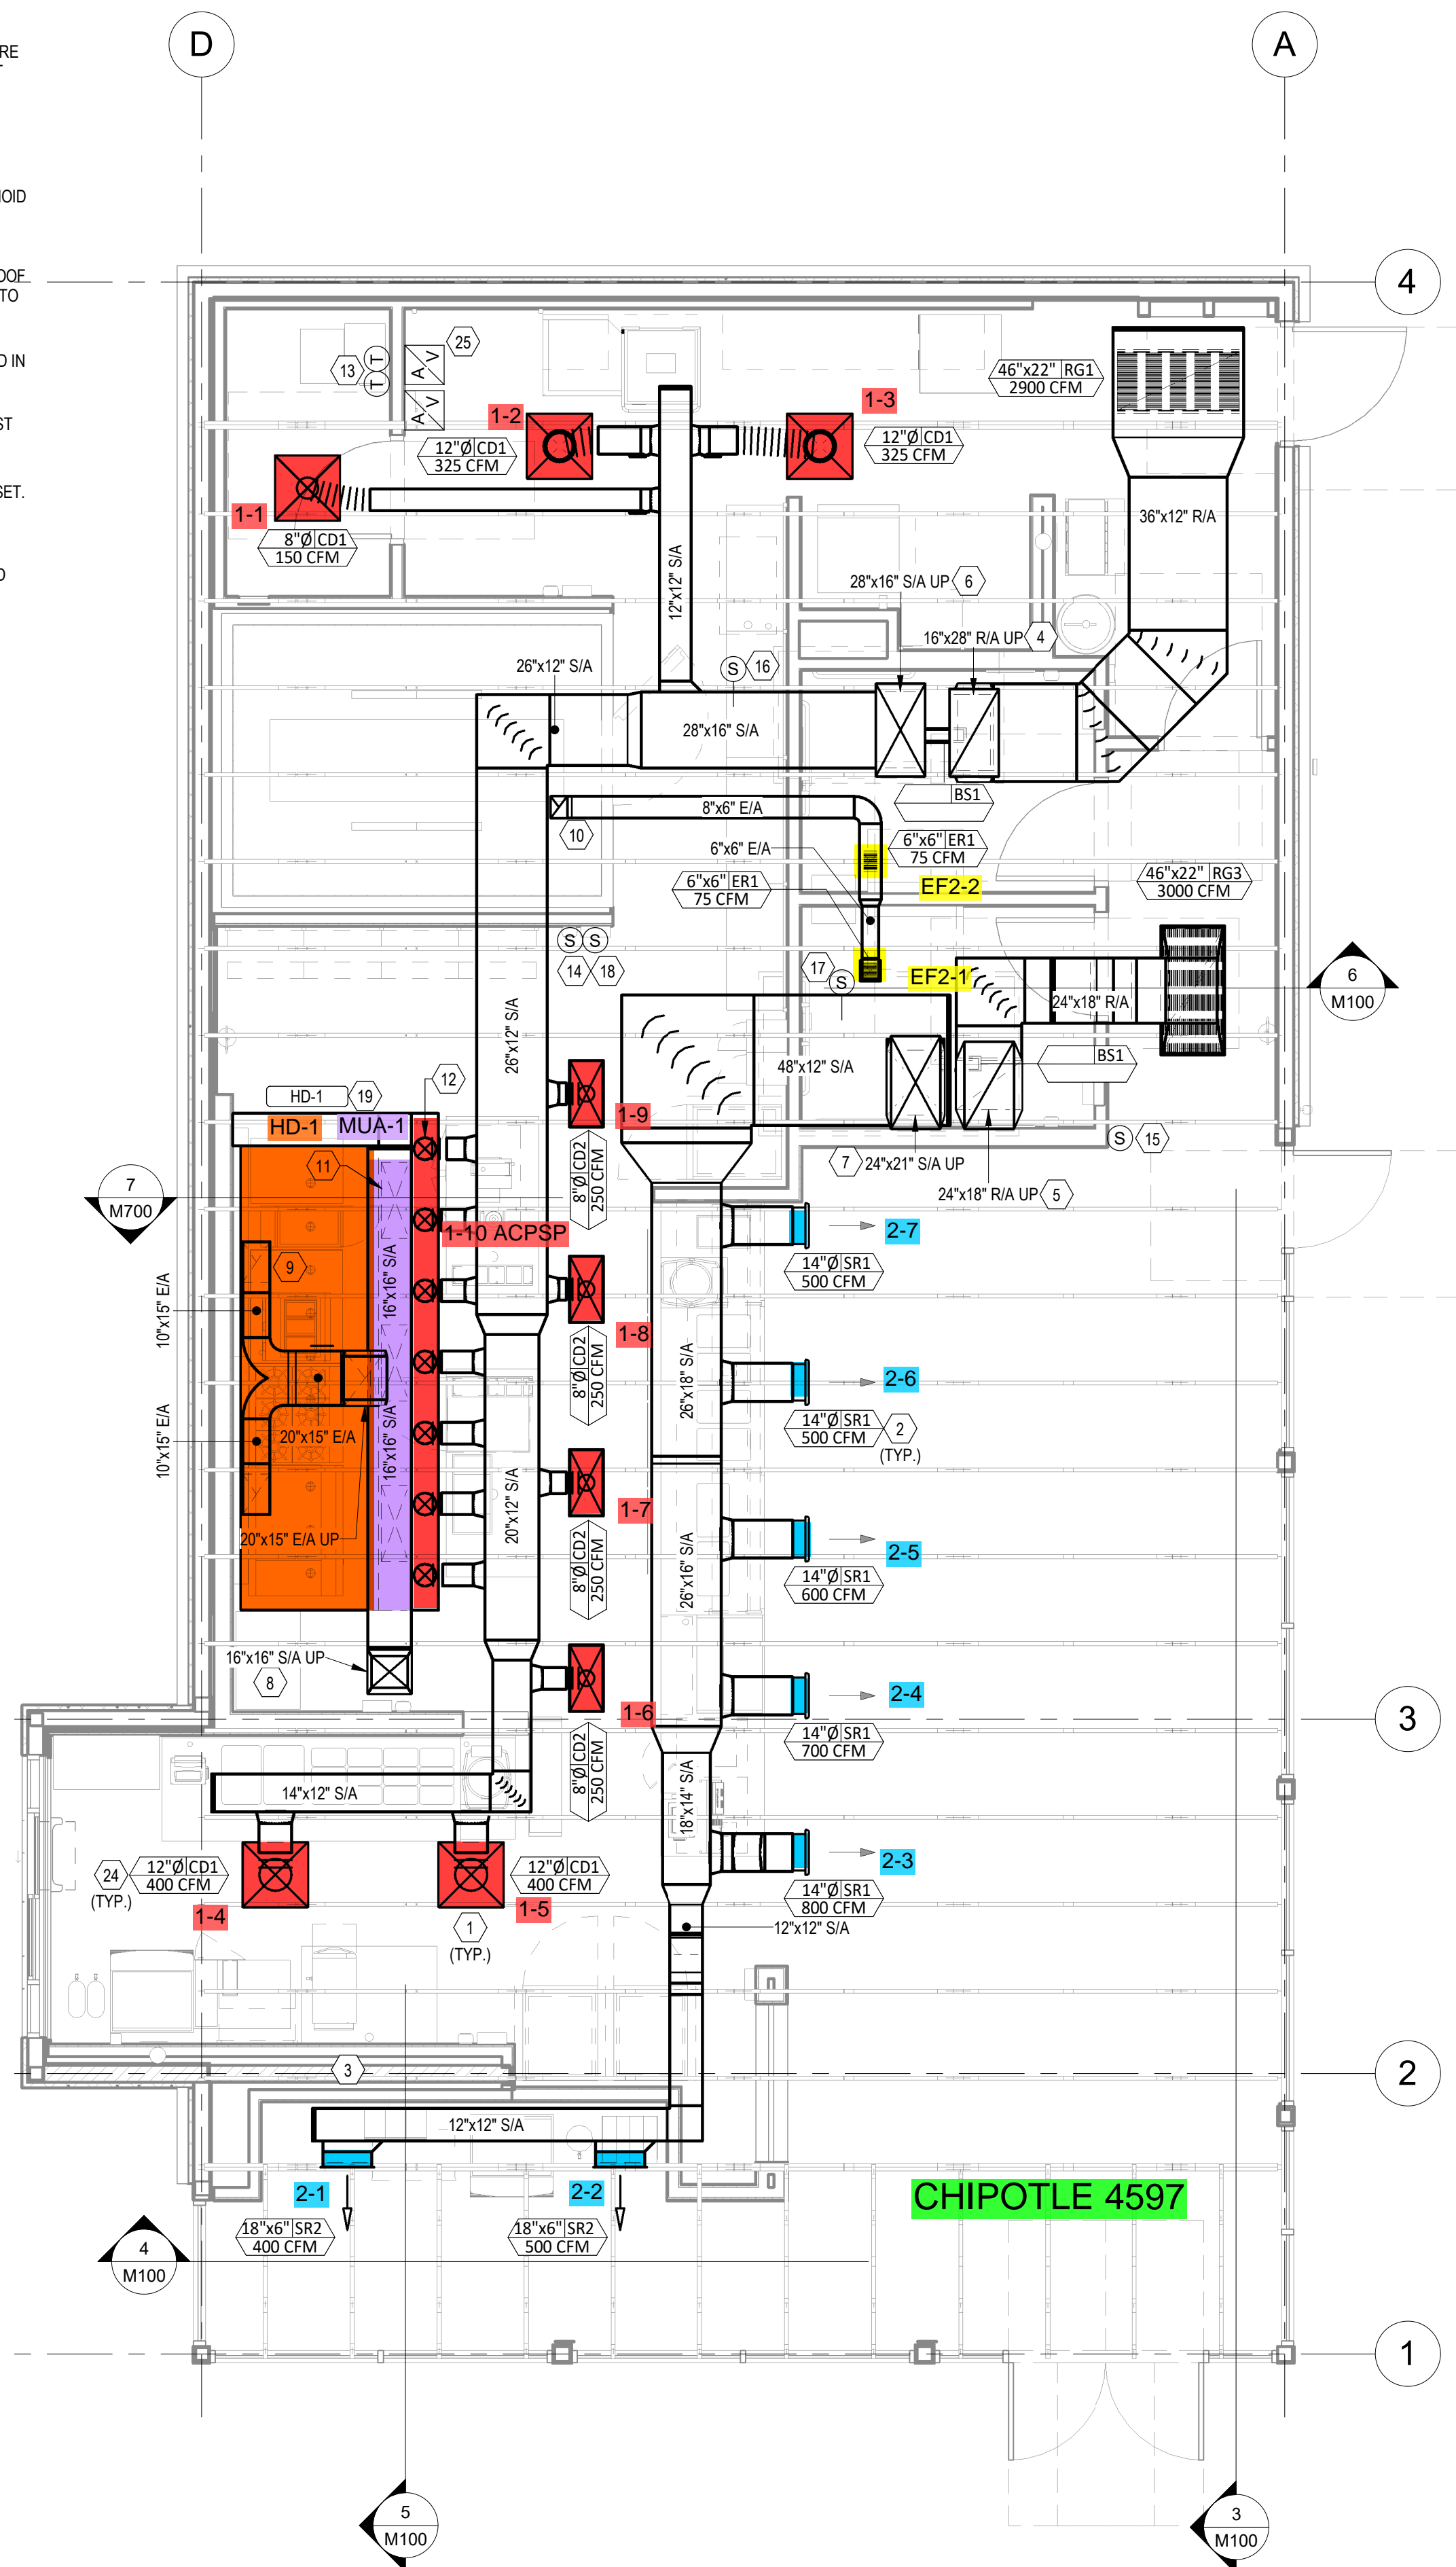 D
A
RE
NOID
OOF
TO
D IN
ST
SET.
D
4
13
T
T
A V
A V
25
1-2
12"Ø CD1
325 CFM
1-3
12"Ø CD1
325 CFM
46"x22" RG1
2900 CFM
1-1
8"Ø CD1
150 CFM
36"x12" R/A
12"x12" S/A
28"x16" S/A UP
6
16"x28" R/A UP
4
26"x12" S/A
S
16
28"x16" S/A
BS1
8"x6" E/A
10
6"x6" E/A
6"x6" ER1
75 CFM
EF2-2
6"x6" ER1
75 CFM
46"x22" RG3
3000 CFM
S
S
14
18
17
S
EF2-1
24"x18" R/A
6
M100
26"x12" S/A
48"x12" S/A
BS1
12
HD-1
19
HD-1
MUA-1
1-9
8"Ø CD2
250 CFM
S
15
7
24"x21" S/A UP
24"x18" R/A UP
5
11
7
M700
1-10 ACPSP
2-7
14"Ø SR1
500 CFM
9
16"x16" S/A
10"x15" E/A
1-8
8"Ø CD2
250 CFM
26"x18" S/A
2-6
14"Ø SR1
500 CFM
2
(TYP.)
20"x15" E/A
10"x15" E/A
16"x16" S/A
20"x15" E/A UP
20"x12" S/A
1-7
8"Ø CD2
250 CFM
26"x16" S/A
2-5
14"Ø SR1
600 CFM
16"x16" S/A UP
8
1-6
8"Ø CD2
250 CFM
2-4
14"Ø SR1
700 CFM
3
14"x12" S/A
18"x14" S/A
24
(TYP.)
12"Ø CD1
400 CFM
1-4
12"Ø CD1
400 CFM
1-5
1
(TYP.)
2-3
14"Ø SR1
800 CFM
12"x12" S/A
3
2
12"x12" S/A
2-1
18"x6" SR2
400 CFM
2-2
18"x6" SR2
500 CFM
CHIPOTLE 4597
4
M100
1
5
M100
3
M100